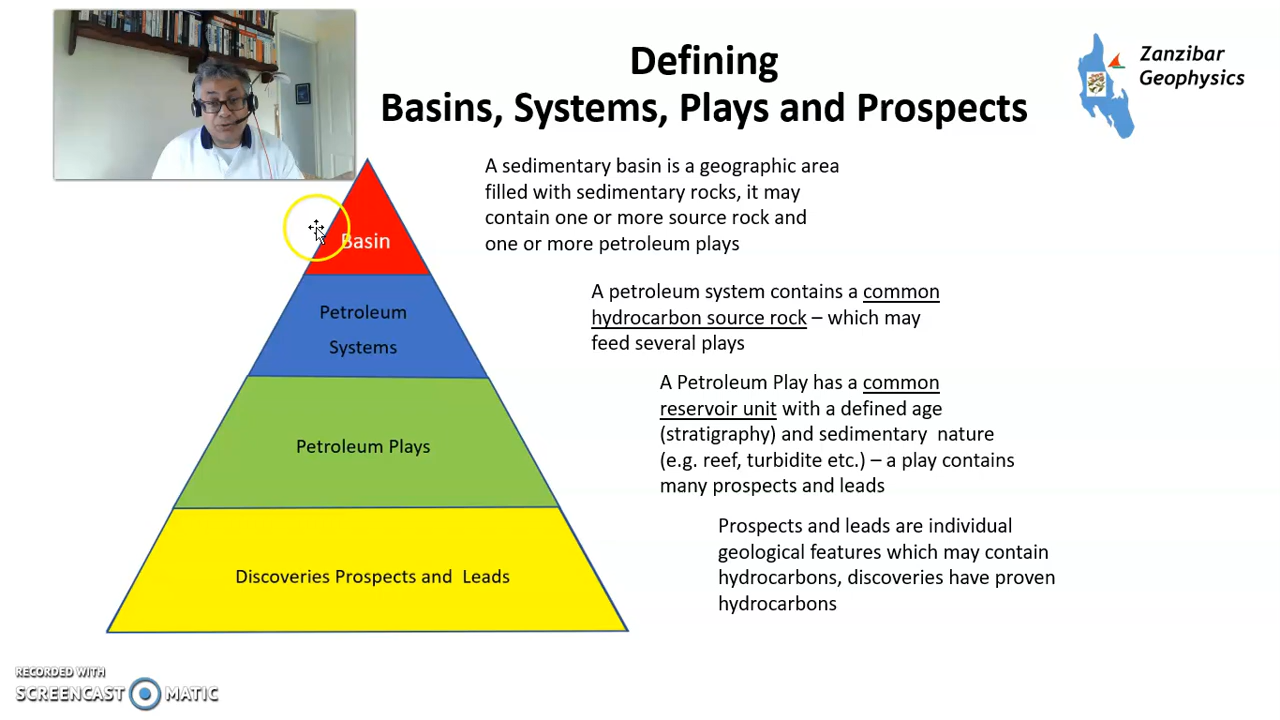 Defining
Basins, Systems, Plays and Prospects
Zanzibar
Geophysics
A sedimentary basin is a geographic area
filled with sedimentary rocks, it may
contain one or more source rock and
one or more petroleum plays
Basin
A petroleum system contains a common
hydrocarbon source rock – which may
feed several plays
Petroleum
Systems
A Petroleum Play has a common
reservoir unit with a defined age
(stratigraphy) and sedimentary nature
(e.g. reef, turbidite etc.) – a play contains
many prospects and leads
Petroleum Plays
Prospects and leads are individual
geological features which may contain
hydrocarbons, discoveries have proven
hydrocarbons
Discoveries Prospects and Leads
RECORDED WITH
SCREENCAST MATIC